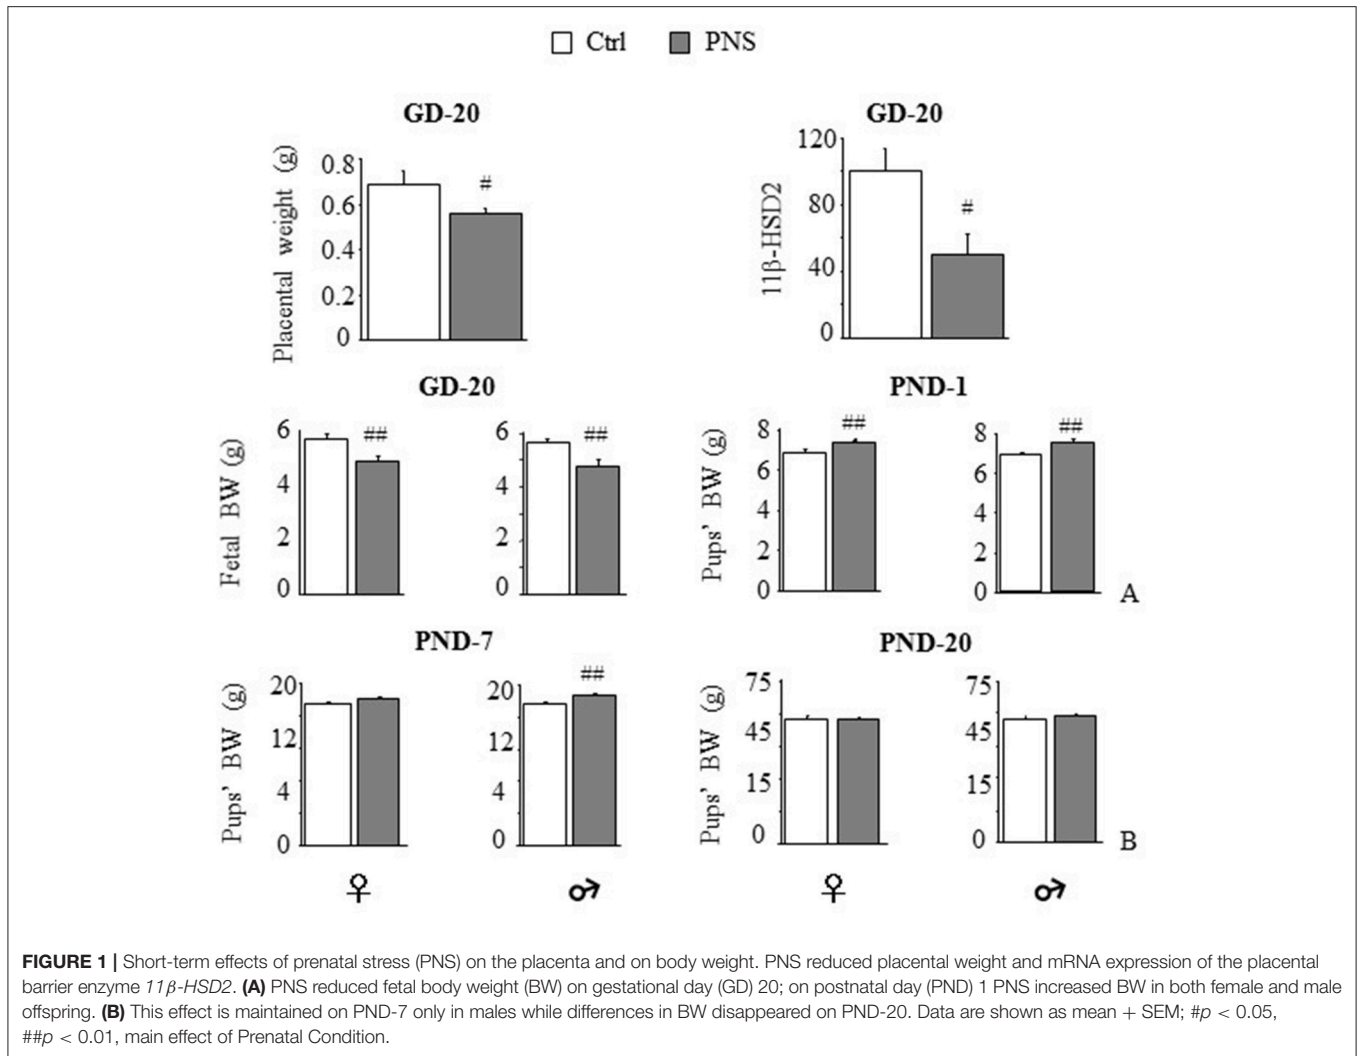 Ctrl PNS
GD-20 GD-20
Placental weight (g)
0.8
0.6
0.4
0.2
0
#
11β-HSD2
120
80
40
0
#
GD-20 PND-1
Fetal BW (g)
6
4
2
0
##
6
4
2
0
##
Pups' BW (g)
8
6
4
2
0
##
8
6
4
2
0
##
A
PND-7 PND-20
Pups' BW (g)
20
12
4
0
20
12
4
0
##
Pups' BW (g)
75
45
15
0
75
45
15
0
B
♀ ♂ ♀ ♂
FIGURE 1 | Short-term effects of prenatal stress (PNS) on the placenta and on body weight. PNS reduced placental weight and mRNA expression of the placental
barrier enzyme 11β-HSD2. (A) PNS reduced fetal body weight (BW) on gestational day (GD) 20; on postnatal day (PND) 1 PNS increased BW in both female and male
offspring. (B) This effect is maintained on PND-7 only in males while differences in BW disappeared on PND-20. Data are shown as mean + SEM; #p < 0.05,
##p < 0.01, main effect of Prenatal Condition.